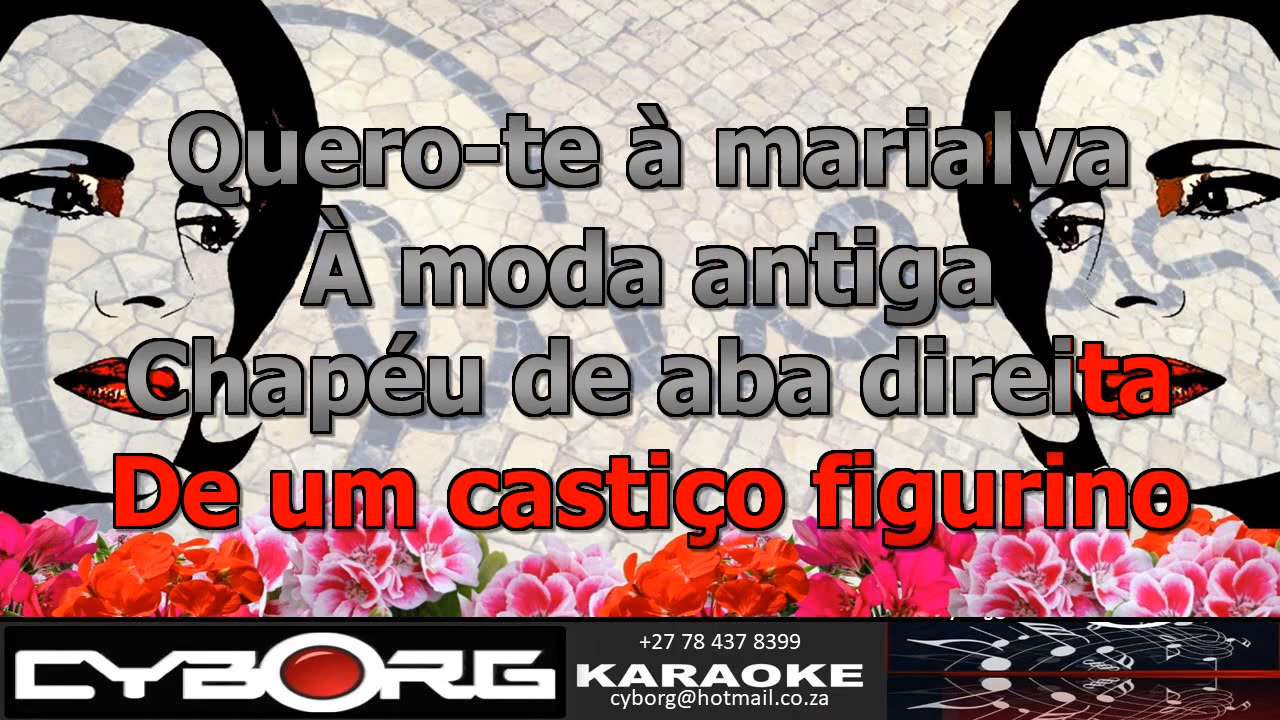 Quero-te à marialva
À moda antiga
Chapéu de aba direita
De um castiço figurino
CYBORG
+27 78 437 8399
KARAOKE
cyborg@hotmail.co.za